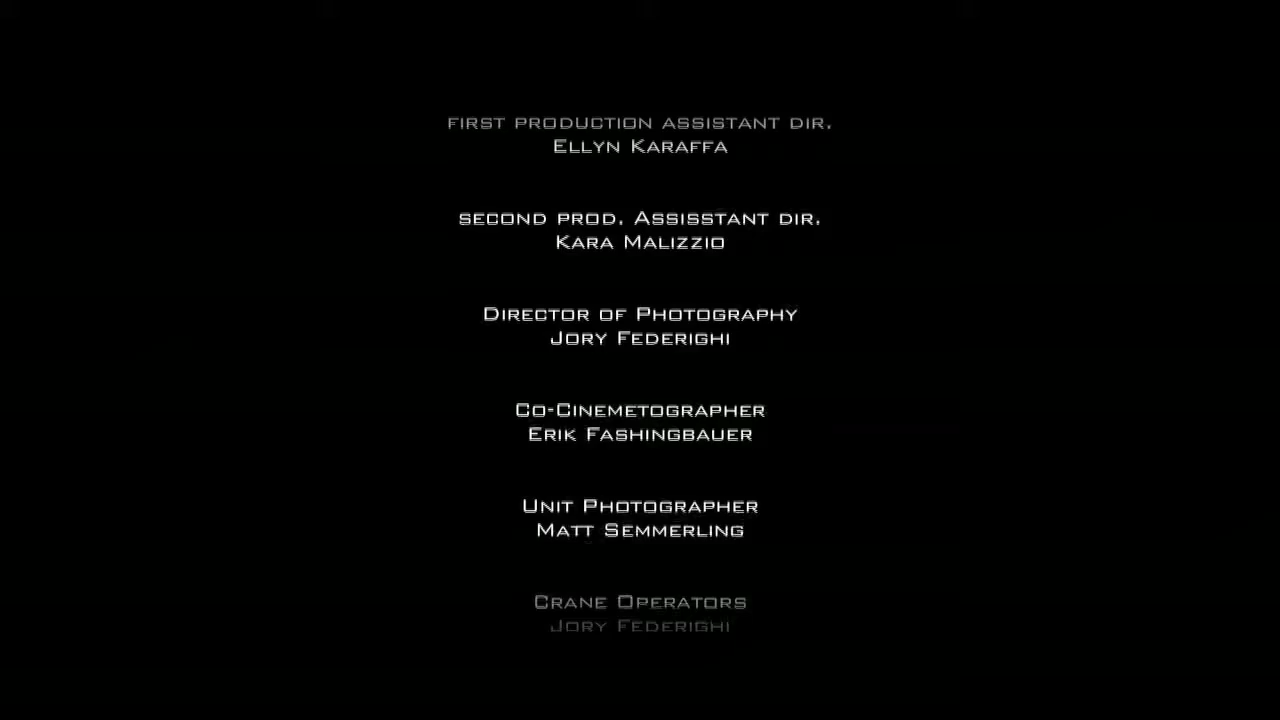 FIRST PRODUCTION ASSISTANT DIR.
ELLYN KARAFFA
SECOND PROD. ASSISSTANT DIR.
KARA MALIZZIO
DIRECTOR OF PHOTOGRAPHY
JORY FEDERIGHI
CO-CINEMETOGRAPHER
ERIK FASHINGBAUER
UNIT PHOTOGRAPHER
MATT SEMMERLING
CRANE OPERATORS
JORY FEDERIGHI